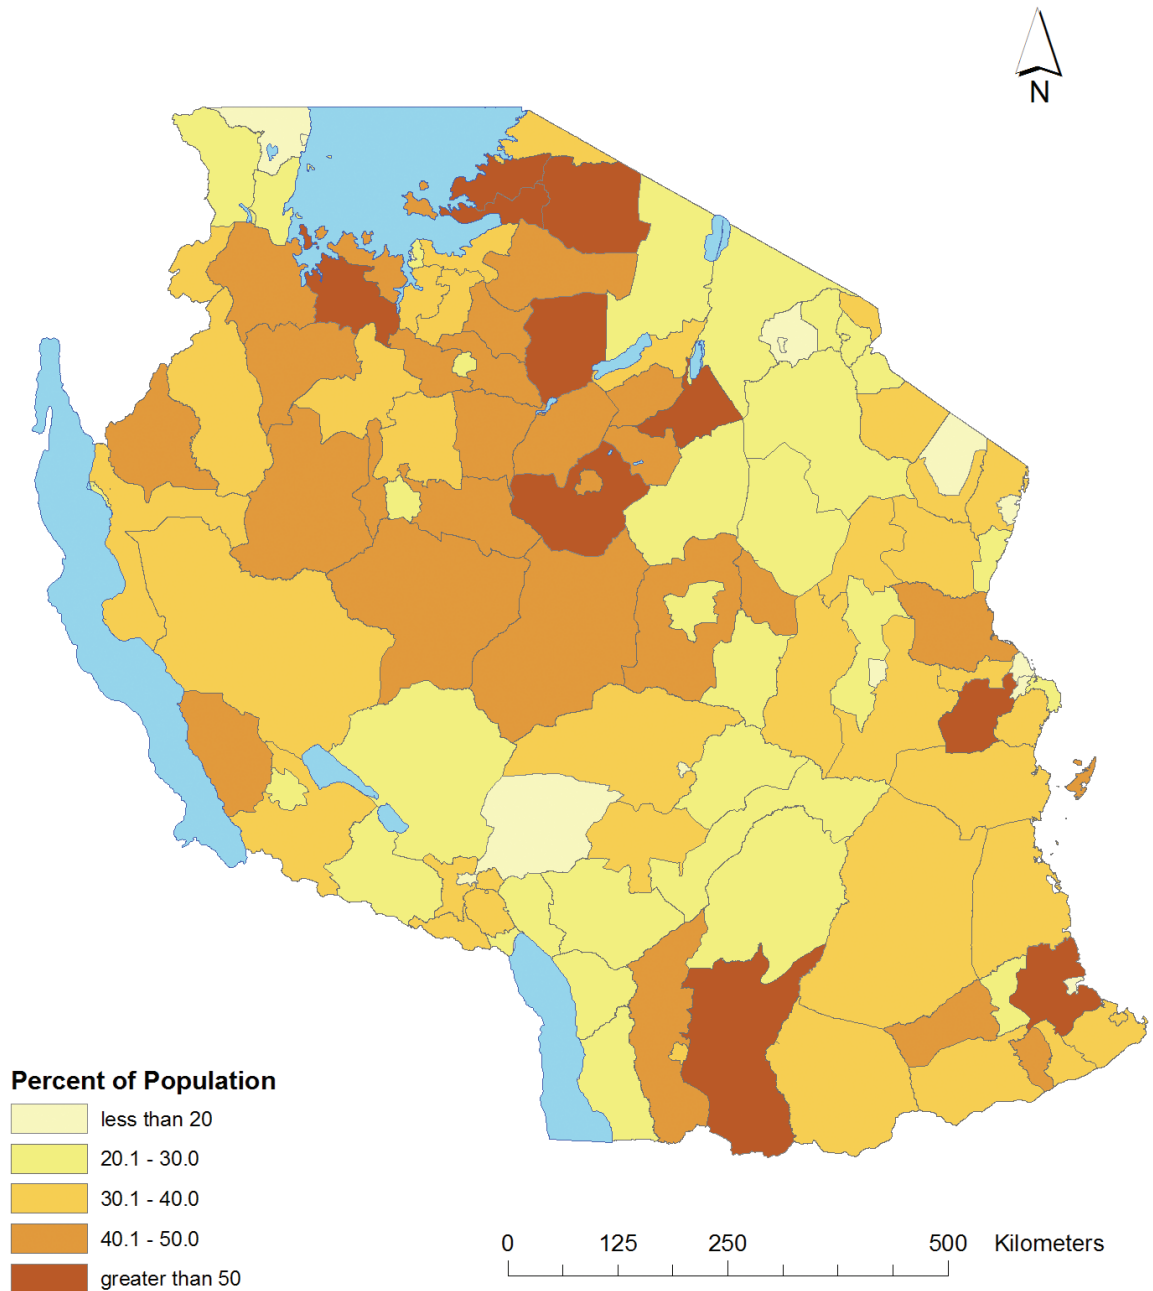 N
Percent of Population
less than 20
20.1 - 30.0
30.1 - 40.0
40.1 - 50.0
greater than 50
0 125 250 500 Kilometers